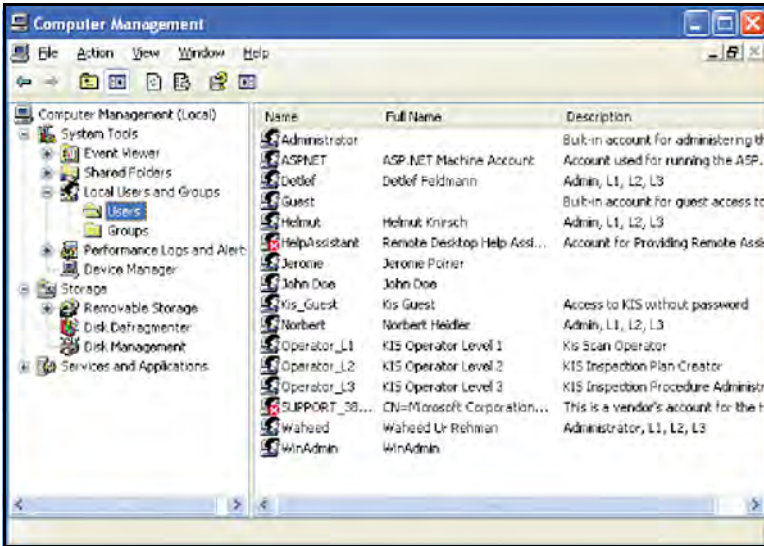 Computer Management
File Action View Window Help
Computer Management (Local)
System Tools
Event Viewer
Shared Folders
Local Users and Groups
Users
Groups
Performance Logs and Alert
Device Manager
Storage
Removable Storage
Disk Defragmenter
Disk Management
Services and Applications
Name Full Name Description
Administrator Built-in account for administering th
ASPNET ASP.NET Machine Account Account used for running the ASP.
Detlef Detlef Feldmann Admin, L1, L2, L3
Guest Built-in account for guest access to
Helmut Helmut Knirsch Admin, L1, L2, L3
HelpAssistant Remote Desktop Help Assi... Account for Providing Remote Assis
Jerome Jerome Poirier
John Doe John Doe
Kis_Guest Kis Guest Access to KIS without password
Norbert Norbert Heidler Admin, L1, L2, L3
Operator_L1 KIS Operator Level 1 Kis Scan Operator
Operator_L2 KIS Operator Level 2 KIS Inspection Plan Creator
Operator_L3 KIS Operator Level 3 KIS Inspection Procedure Administr
SUPPORT_38... CN=Microsoft Corporation... This is a vendor's account for the H
Waheed Waheed Ur Rehman Administrator, L1, L2, L3
WinAdmin WinAdmin